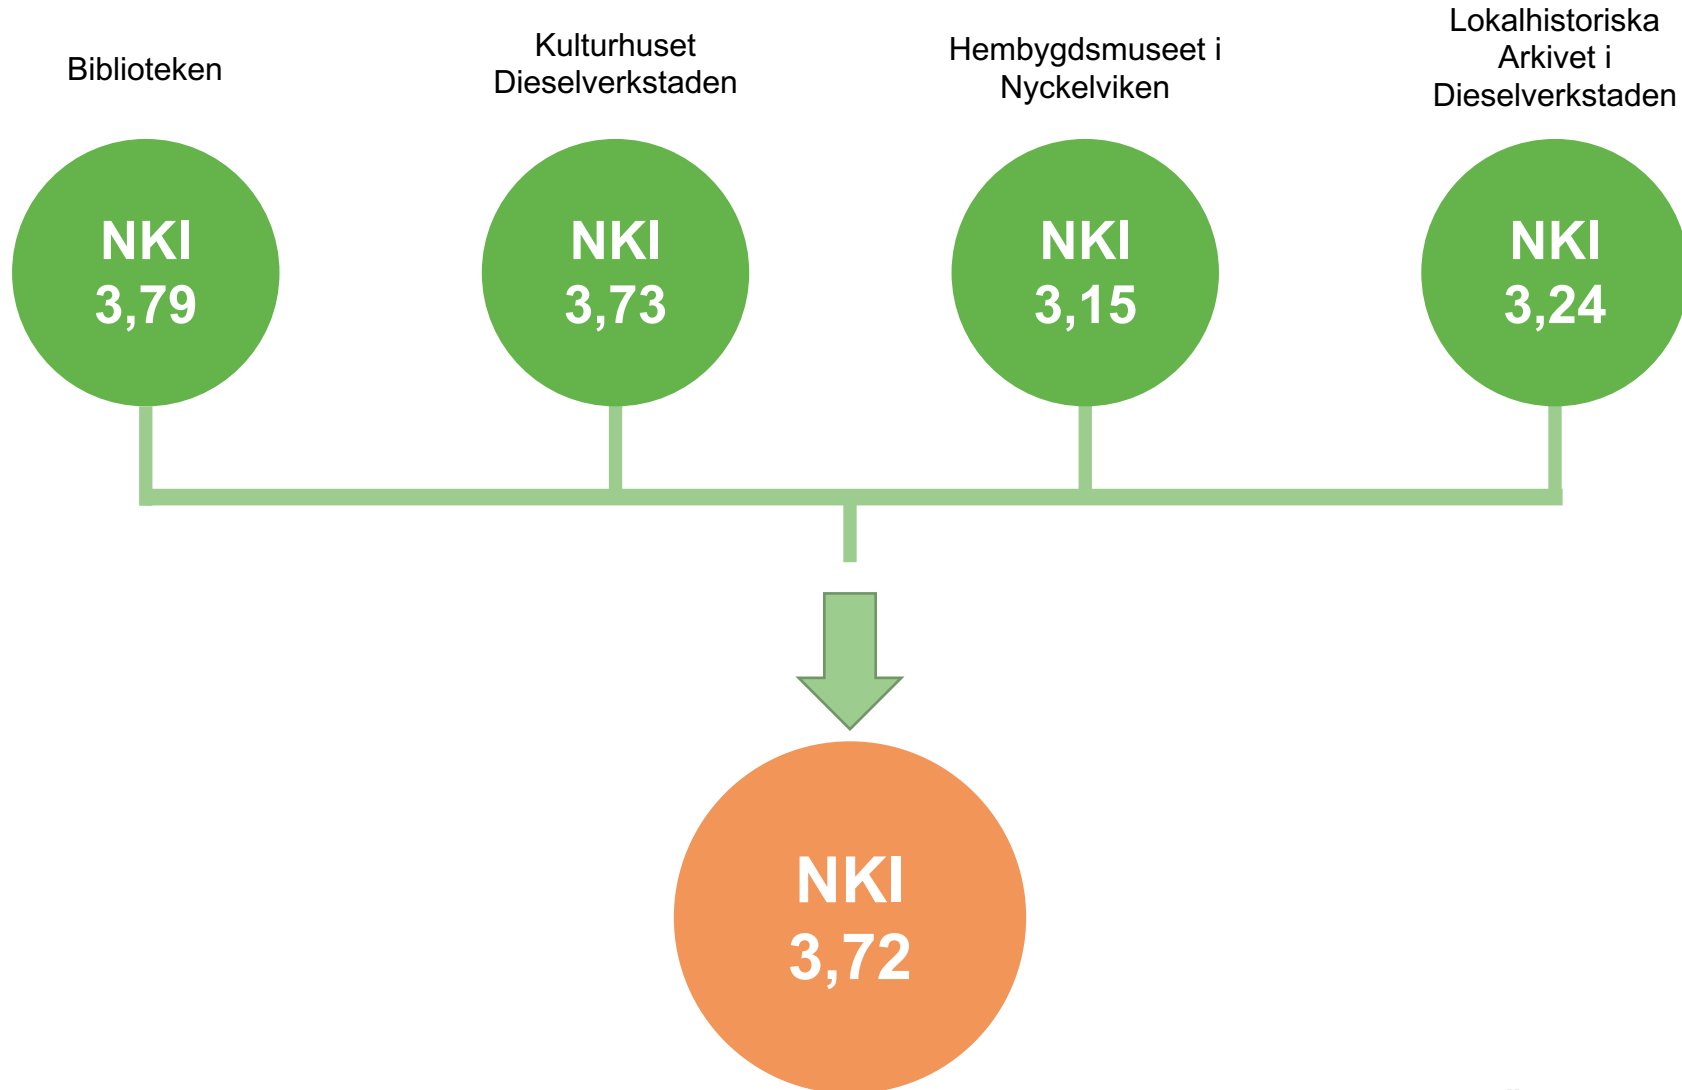 Biblioteken
Kulturhuset
Dieselverkstaden
Hembygdsmuseet i
Nyckelviken
Lokalhistoriska
Arkivet i
Dieselverkstaden
NKI
3,79
NKI
3,73
NKI
3,15
NKI
3,24
NKI
3,72